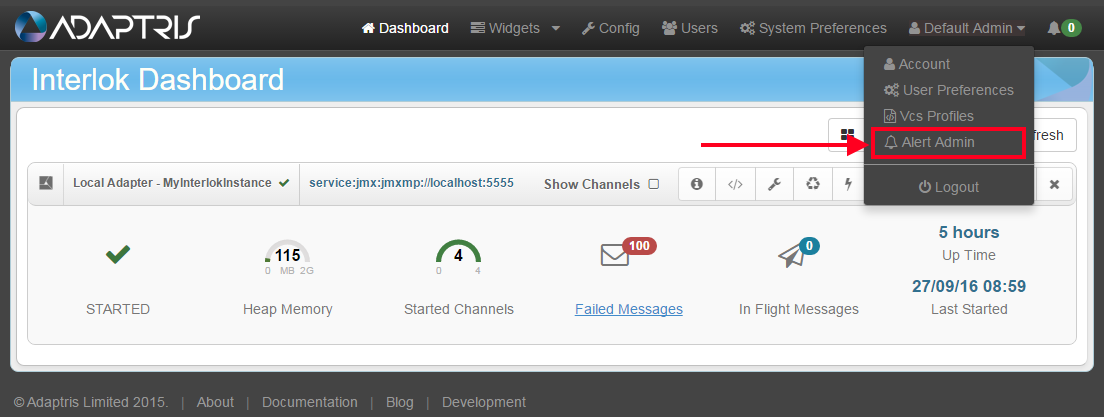 ADAPTRIS
Dashboard Widgets Config Users System Preferences Default Admin 0
Account
User Preferences
Vcs Profiles
Alert Admin
Logout
Interlok Dashboard
fresh
Local Adapter - MyInterlokInstance service:jmx:jmxmp://localhost:5555 Show Channels
115
0 MB 2G
4
0 4
100
0
5 hours
Up Time
27/09/16 08:59
STARTED Heap Memory Started Channels Failed Messages In Flight Messages Last Started
© Adaptris Limited 2015. | About | Documentation | Blog | Development